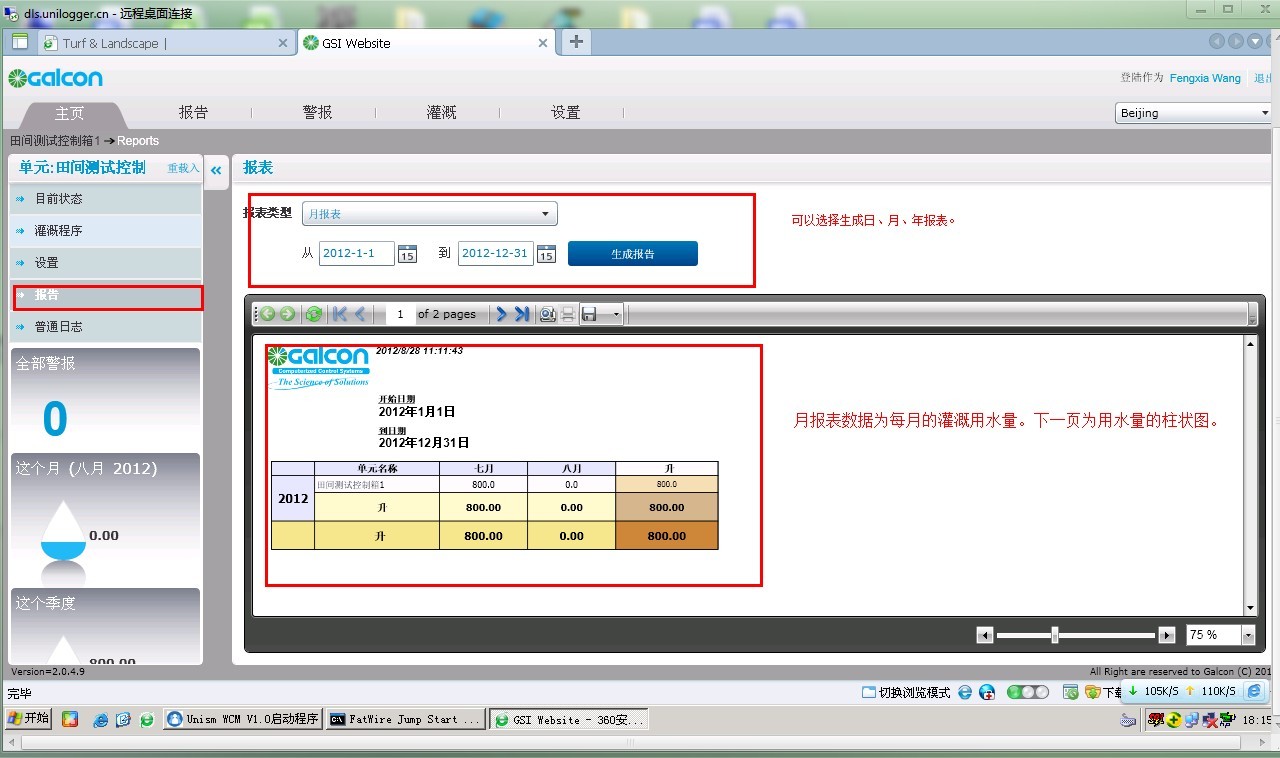 dls.unilogger.cn - 远程桌面连接
Turf & Landscape |
GSI Website
Galcon
登陆作为 Fengxia Wang
主页 报告 警报 灌溉 设置
Beijing
田间测试控制箱1 → Reports
单元:田间测试控制 重载入
«
报表
目前状态
灌溉程序
设置
报告
普通日志
报表类型 月报表
可以选择生成日、月、年报表。
从 2012-1-1 15 到 2012-12-31 15 生成报告
1 of 2 pages
全部警报
0
这个月 (八月 2012)
0.00
这个季度
800.00
Galcon 2012/8/28 11:11:43
Computerized Control Systems
The Science of Solutions
开始日期
2012年1月1日
到日期
2012年12月31日
单元名称 七月 八月 升
2012 田间测试控制箱1 800.0 0.0 800.0
升 800.00 0.00 800.00
升 800.00 0.00 800.00
月报表数据为每月的灌溉用水量。下一页为用水量的柱状图。
75 %
Version=2.0.4.9
All Right are reserved to Galcon (C) 201
完毕
切换浏览模式
下载
105K/S 110K/S
开始
Unism WCM V1.0启动程序
FatWire Jump Start ...
GSI Website - 360安...
18:15